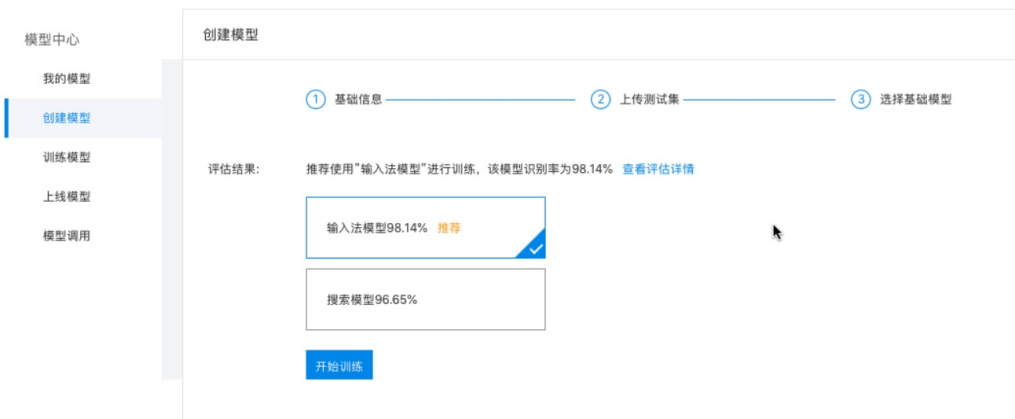 模型中心
我的模型
创建模型
训练模型
上线模型
模型调用
创建模型
1 基础信息
2 上传测试集
3 选择基础模型
评估结果: 推荐使用"输入法模型"进行训练，该模型识别率为98.14% 查看评估详情
输入法模型98.14% 推荐
搜索模型96.65%
开始训练